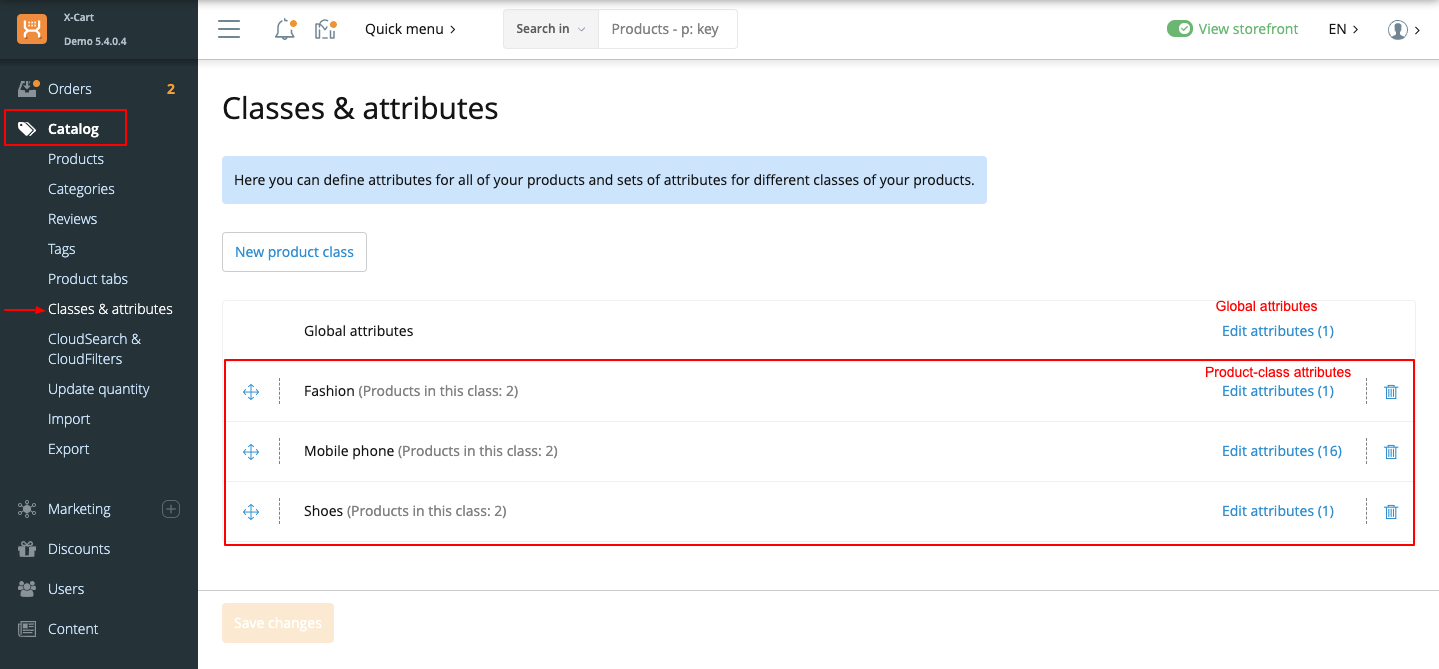 X-Cart
Demo 5.4.0.4
Quick menu
Search in
Products - p: key
View storefront
EN
Orders 2
Catalog
Products
Categories
Reviews
Tags
Product tabs
Classes & attributes
CloudSearch &
CloudFilters
Update quantity
Import
Export
Marketing
Discounts
Users
Content
Classes & attributes
Here you can define attributes for all of your products and sets of attributes for different classes of your products.
New product class
Global attributes
Global attributes
Edit attributes (1)
Product-class attributes
Fashion (Products in this class: 2)
Edit attributes (1)
Mobile phone (Products in this class: 2)
Edit attributes (16)
Shoes (Products in this class: 2)
Edit attributes (1)
Save changes